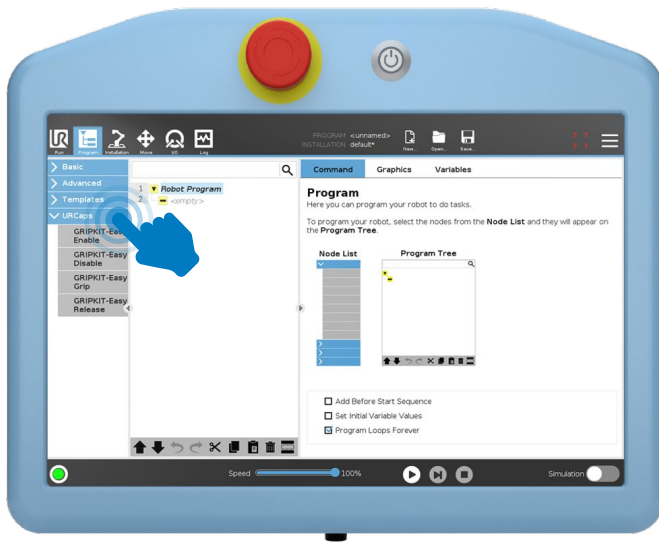 PROGRAM <unnamed>
INSTALLATION default*
UR
Run
Program
Installation
Move
I/O
Log
New...
Open...
Save...
? ?
? ?
Basic
Advanced
Templates
URCaps
GRIPKIT-Easy
Enable
GRIPKIT-Easy
Disable
GRIPKIT-Easy
Grip
GRIPKIT-Easy
Release
1 Robot Program
2 <empty>
Command Graphics Variables
Program
Here you can program your robot to do tasks.
To program your robot, select the nodes from the Node List and they will appear on
the Program Tree.
Node List Program Tree
Add Before Start Sequence
Set Initial Variable Values
Program Loops Forever
Speed 100%
Simulation